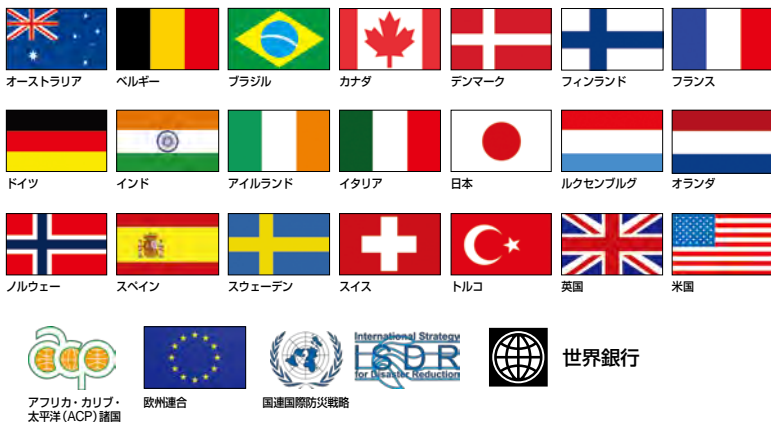 オーストラリア
ベルギー
ブラジル
カナダ
デンマーク
フィンランド
フランス
ドイツ
インド
アイルランド
イタリア
日本
ルクセンブルグ
オランダ
ノルウェー
スペイン
スウェーデン
スイス
トルコ
英国
米国
acp
International Strategy
ISDR
for Disaster Reduction
世界銀行
アフリカ・カリブ・
太平洋(ACP)諸国
欧州連合
国連国際防災戦略